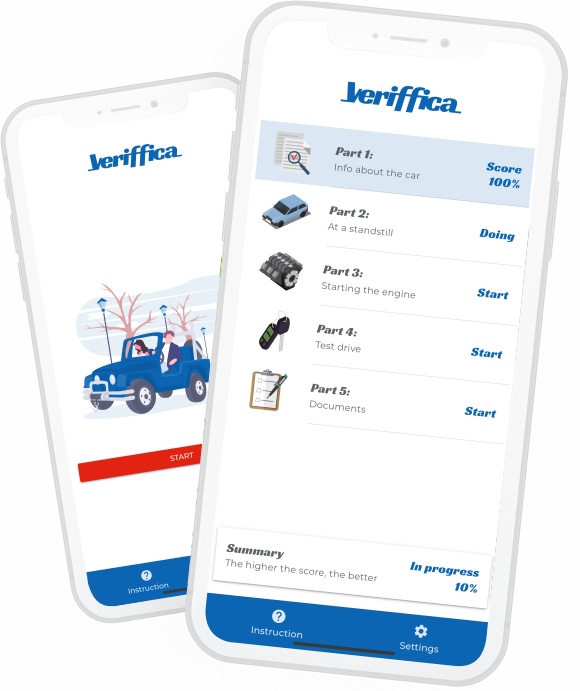 Veriffica
START
Instruction
Veriffica
Part 1:
Info about the car
Score
100%
Part 2:
At a standstill
Doing
Part 3:
Starting the engine
Start
Part 4:
Test drive
Start
Part 5:
Documents
Start
Summary
The higher the score, the better
In progress
10%
Instruction
Settings